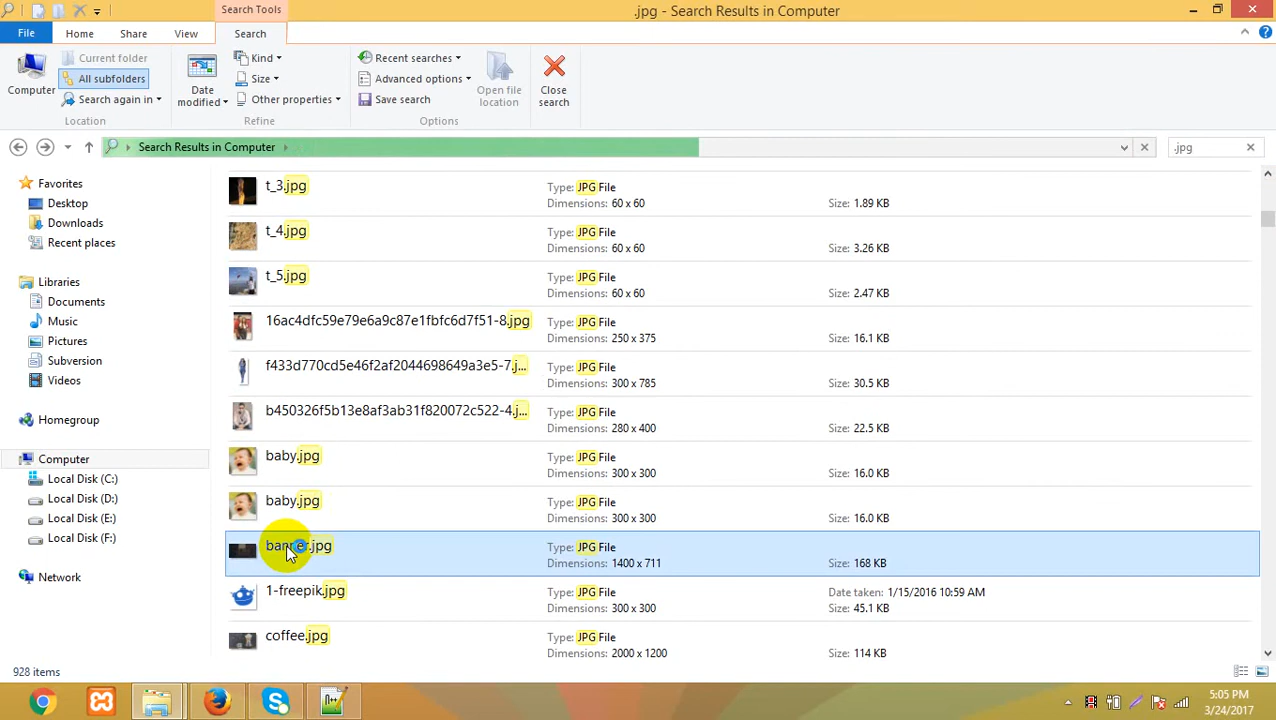 Search Tools
.jpg - Search Results in Computer
File
Home
Share
View
Search
Computer
Current folder
All subfolders
Search again in
Location
Date modified
Kind
Size
Other properties
Refine
Recent searches
Advanced options
Save search
Options
Open file location
Close search
Search Results in Computer
.jpg
Favorites
Desktop
Downloads
Recent places
Libraries
Documents
Music
Pictures
Subversion
Videos
Homegroup
Computer
Local Disk (C:)
Local Disk (D:)
Local Disk (E:)
Local Disk (F:)
Network
t_3.jpg Type: JPG File
Dimensions: 60 x 60 Size: 1.89 KB
t_4.jpg Type: JPG File
Dimensions: 60 x 60 Size: 3.26 KB
t_5.jpg Type: JPG File
Dimensions: 60 x 60 Size: 2.47 KB
16ac4dfc59e79e6a9c87e1fbfc6d7f51-8.jpg Type: JPG File
Dimensions: 250 x 375 Size: 16.1 KB
f433d770cd5e46f2af2044698649a3e5-7.j... Type: JPG File
Dimensions: 300 x 785 Size: 30.5 KB
b450326f5b13e8af3ab31f820072c522-4.j... Type: JPG File
Dimensions: 280 x 400 Size: 22.5 KB
baby.jpg Type: JPG File
Dimensions: 300 x 300 Size: 16.0 KB
baby.jpg Type: JPG File
Dimensions: 300 x 300 Size: 16.0 KB
.jpg Type: JPG File
Dimensions: 1400 x 711 Size: 168 KB
1-freepik.jpg Type: JPG File Date taken: 1/15/2016 10:59 AM
Dimensions: 300 x 300 Size: 45.1 KB
coffee.jpg Type: JPG File
Dimensions: 2000 x 1200 Size: 114 KB
928 items
5:05 PM
3/24/2017